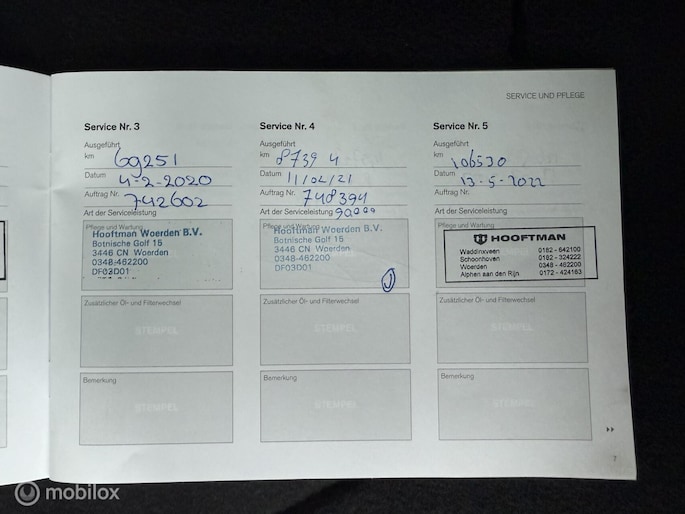 SERVICE UND PFLEGE
Service Nr. 3
Ausgeführt
km 69251
Datum 4-2-2020
Auftrag Nr. 742602
Art der Serviceleistung
Pflege und Wartung
Hooftman Woerden B.V.
Botnische Golf 15
3446 CN Woerden
0348-462200
DF03D01
Zusätzlicher Öl- und Filterwechsel
STEMPEL
Bemerkung
STEMPEL
Service Nr. 4
Ausgeführt
km 87394
Datum 11/02/21
Auftrag Nr. 748394
Art der Serviceleistung 90000
Pflege und Wartung
Hooftman Woerden B.V.
Botnische Golf 15
3446 CN Woerden
0348-462200
DF03D01
Zusätzlicher Öl- und Filterwechsel
STEMPEL
Bemerkung
STEMPEL
Service Nr. 5
Ausgeführt
km 106530
Datum 13-5-2022
Auftrag Nr.
Art der Serviceleistung
Pflege und Wartung
HOOFTMAN
Waddinxveen 0182 - 642100
Schoonhoven 0182 - 324222
Woerden 0348 - 462200
Alphen aan den Rijn 0172 - 424163
Zusätzlicher Öl- und Filterwechsel
STEMPEL
Bemerkung
STEMPEL
7
mobilox